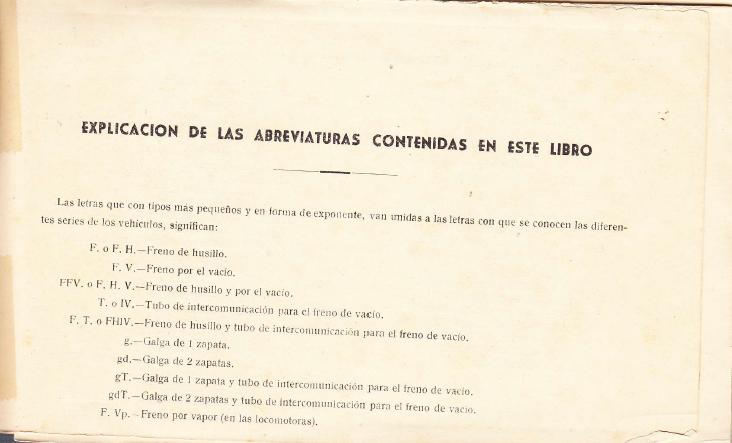 EXPLICACION DE LAS ABREVIATURAS CONTENIDAS EN ESTE LIBRO
Las letras que con tipos más pequeños y en forma de exponente, van unidas a las letras con que se conocen las diferen-
tes series de los vehículos, significan:
F. o F. H.—Freno de husillo.
F. V.—Freno por el vacío.
FFV. o F. H. V.—Freno de husillo y por el vacío.
T. o IV.—Tubo de intercomunicación para el freno de vacío.
F. T. o FHIV.—Freno de husillo y tubo de intercomunicación para el freno de vacío.
g.—Galga de 1 zapata.
gd.—Galga de 2 zapatas.
gT.—Galga de 1 zapata y tubo de intercomunicación para el freno de vacío.
gdT.—Galga de 2 zapatas y tubo de intercomunicación para el freno de vacío.
F. Vp.—Freno por vapor (en las locomotoras).